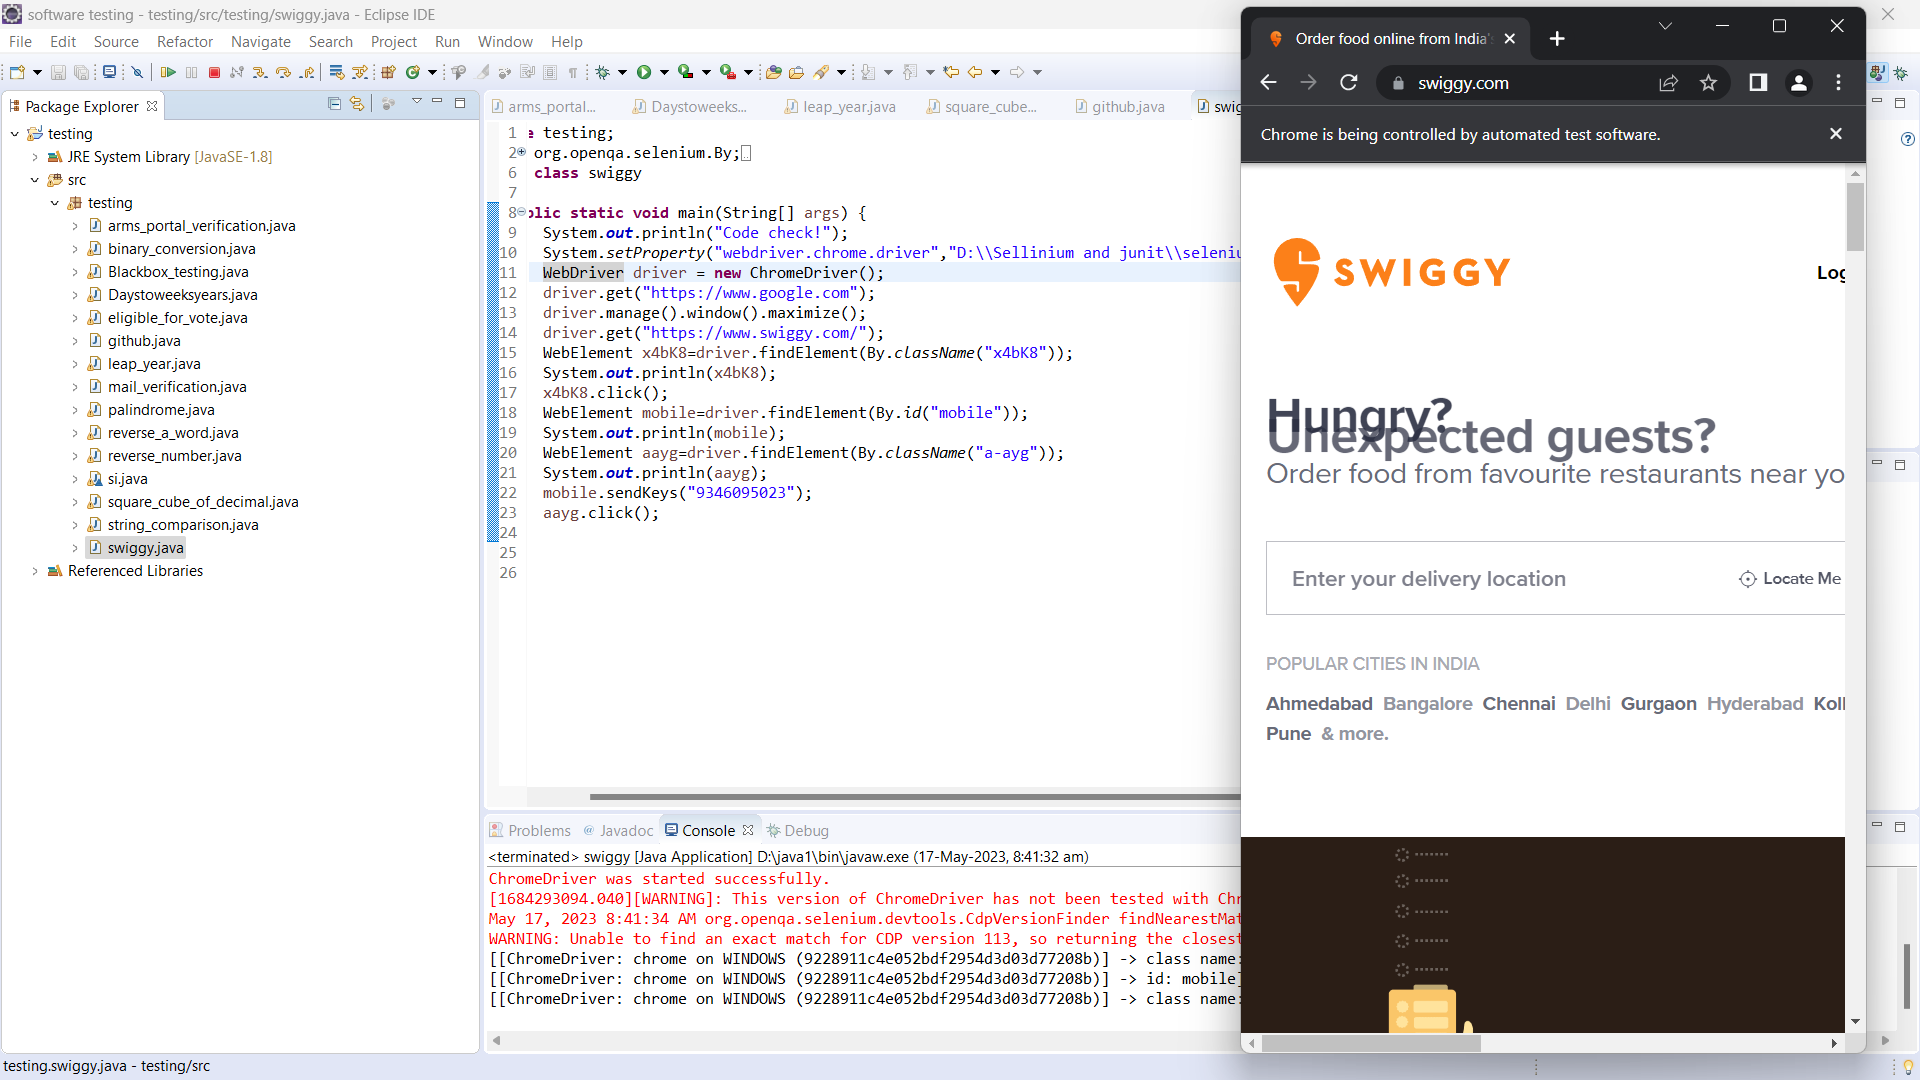 software testing - testing/src/testing/swiggy.java - Eclipse IDE
File Edit Source Refactor Navigate Search Project Run Window Help
Package Explorer
testing
JRE System Library [JavaSE-1.8]
src
testing
arms_portal_verification.java
binary_conversion.java
Blackbox_testing.java
Daystoweeksyears.java
eligible_for_vote.java
github.java
leap_year.java
mail_verification.java
palindrome.java
reverse_a_word.java
reverse_number.java
si.java
square_cube_of_decimal.java
string_comparison.java
swiggy.java
Referenced Libraries
arms_portal... Daystoweeks... leap_year.java square_cube... github.java swig
1 e testing;
2 org.openqa.selenium.By;
6 class swiggy
7
8 blic static void main(String[] args) {
9 System.out.println("Code check!");
10 System.setProperty("webdriver.chrome.driver","D:\\Sellinium and junit\\seleniu
11 WebDriver driver = new ChromeDriver();
12 driver.get("https://www.google.com");
13 driver.manage().window().maximize();
14 driver.get("https://www.swiggy.com/");
15 WebElement x4bK8=driver.findElement(By.className("x4bK8"));
16 System.out.println(x4bK8);
17 x4bK8.click();
18 WebElement mobile=driver.findElement(By.id("mobile"));
19 System.out.println(mobile);
20 WebElement aayg=driver.findElement(By.className("a-ayg"));
21 System.out.println(aayg);
22 mobile.sendKeys("9346095023");
23 aayg.click();
24
25
26
Problems @ Javadoc Console Debug
<terminated> swiggy [Java Application] D:\java1\bin\javaw.exe (17-May-2023, 8:41:32 am)
ChromeDriver was started successfully.
[1684293094.040][WARNING]: This version of ChromeDriver has not been tested with Chr
May 17, 2023 8:41:34 AM org.openqa.selenium.devtools.CdpVersionFinder findNearestMat
WARNING: Unable to find an exact match for CDP version 113, so returning the closest
[[ChromeDriver: chrome on WINDOWS (9228911c4e052bdf2954d3d03d77208b)] -> class name:
[[ChromeDriver: chrome on WINDOWS (9228911c4e052bdf2954d3d03d77208b)] -> id: mobile]
[[ChromeDriver: chrome on WINDOWS (9228911c4e052bdf2954d3d03d77208b)] -> class name:
testing.swiggy.java - testing/src
Order food online from India's
swiggy.com
Chrome is being controlled by automated test software.
SWIGGY
Log
Hungry?
Unexpected guests?
Order food from favourite restaurants near yo
Enter your delivery location
Locate Me
POPULAR CITIES IN INDIA
Ahmedabad Bangalore Chennai Delhi Gurgaon Hyderabad Kol
Pune & more.